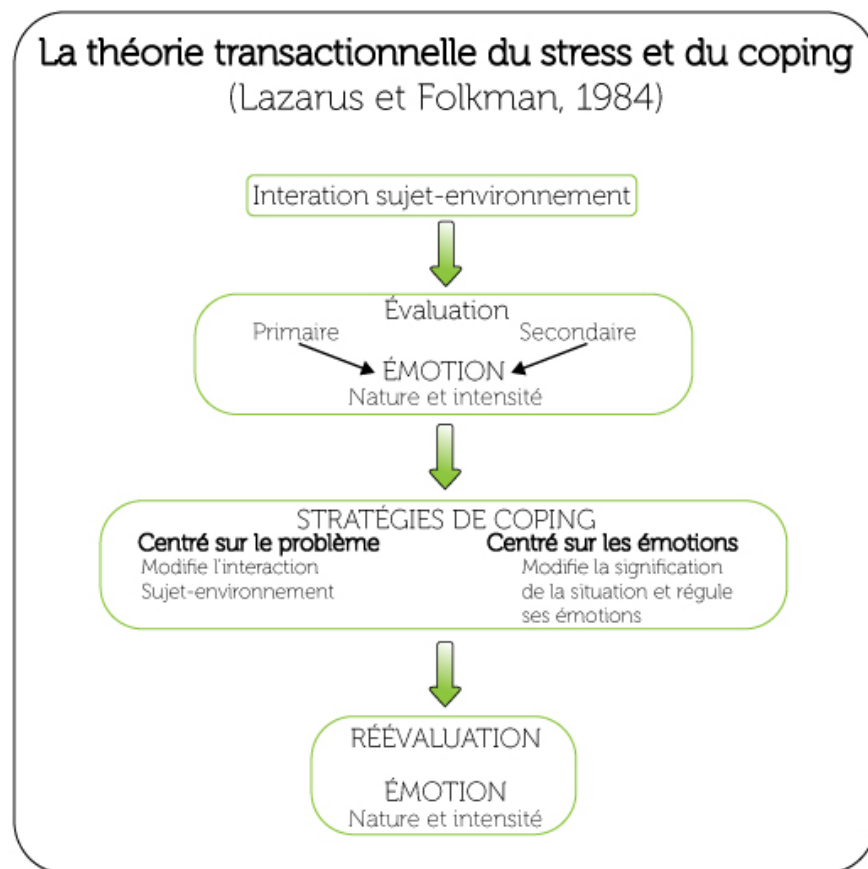 La théorie transactionnelle du stress et du coping
(Lazarus et Folkman, 1984)
Interation sujet-environnement
Évaluation
Primaire
Secondaire
ÉMOTION
Nature et intensité
STRATÉGIES DE COPING
Centré sur le problème
Modifie l'interaction
Sujet-environnement
Centré sur les émotions
Modifie la signification
de la situation et régule
ses émotions
RÉÉVALUATION
ÉMOTION
Nature et intensité